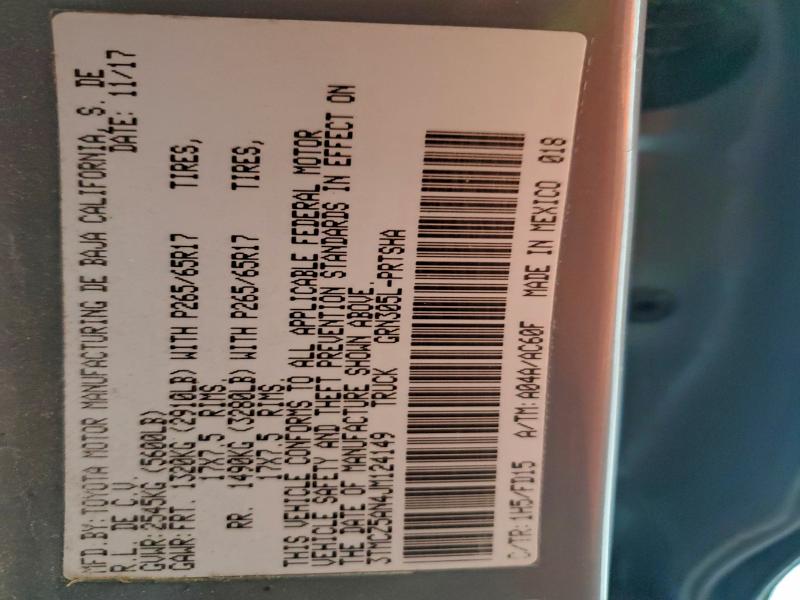 MFD.BY:TOYOTA MOTOR MANUFACTURING DE BAJA CALIFORNIA, S. DE
R.L. DE C.V. DATE: 11/17
GVWR:2545KG (5600LB)
GAWR: FRT. 1320KG (2910LB) WITH P265/65R17 TIRES,
17X7.5 RIMS.
RR. 1490KG (3280LB) WITH P265/65R17 TIRES,
17X7.5 RIMS.
THIS VEHICLE CONFORMS TO ALL APPLICABLE FEDERAL MOTOR
VEHICLE SAFETY AND THEFT PREVENTION STANDARDS IN EFFECT ON
THE DATE OF MANUFACTURE SHOWN ABOVE.
3TMCZ5AN4JM124149 TRUCK GRN305L-PRTSHA
C/TR:1H5/FD15 A/TM:A04A/AC60F MADE IN MEXICO 018